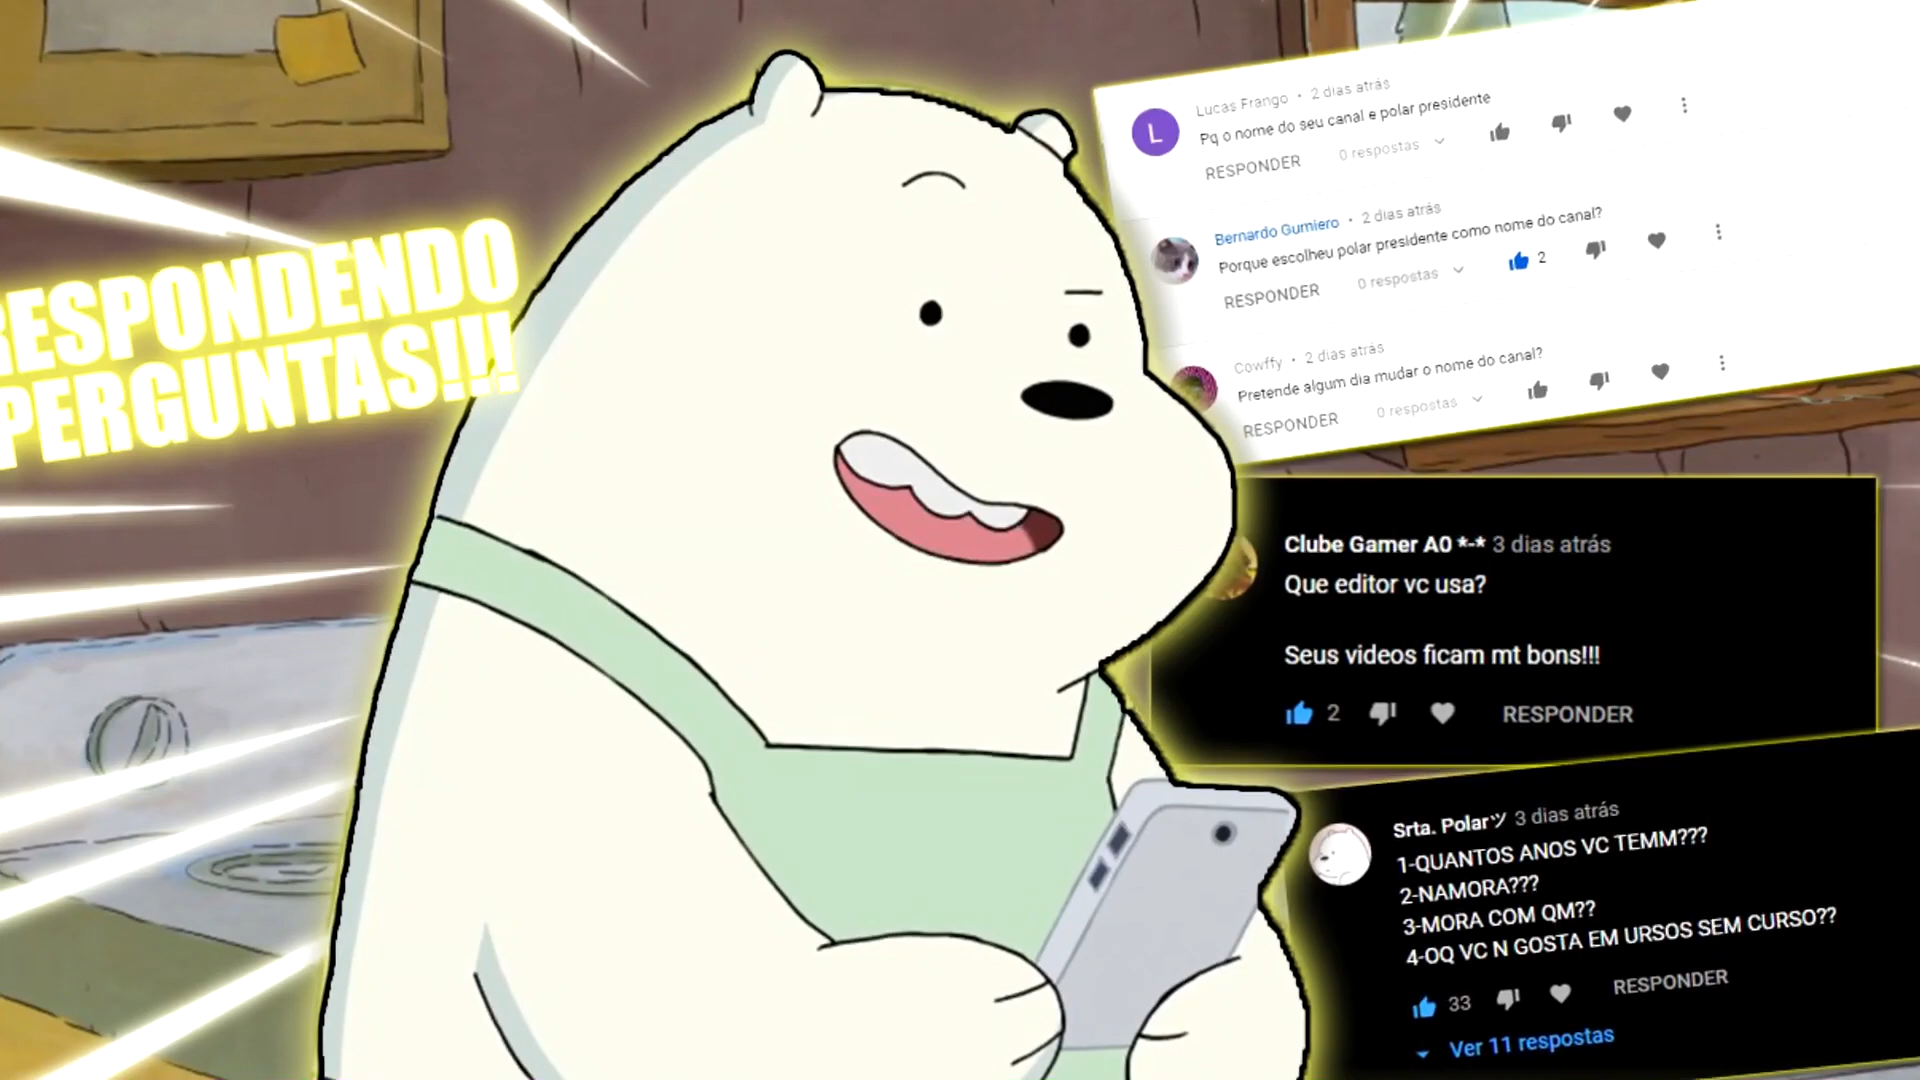 RESPONDENDO
PERGUNTAS!!!
L
Lucas Frango • 2 dias atrás
Pq o nome do seu canal e polar presidente
RESPONDER 0 respostas
Bernardo Gumiero • 2 dias atrás
Porque escolheu polar presidente como nome do canal?
RESPONDER 0 respostas 2
Cowffy • 2 dias atrás
Pretende algum dia mudar o nome do canal?
RESPONDER 0 respostas
Clube Gamer A0 *-* 3 dias atrás
Que editor vc usa?
Seus videos ficam mt bons!!!
2 RESPONDER
Srta. Polarツ 3 dias atrás
1-QUANTOS ANOS VC TEMM???
2-NAMORA???
3-MORA COM QM??
4-OQ VC N GOSTA EM URSOS SEM CURSO??
33 RESPONDER
Ver 11 respostas